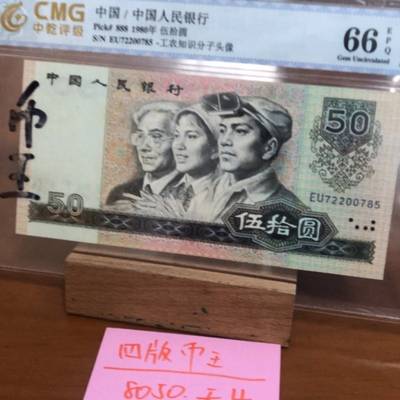 CMG
中乾评级
中国 / 中国人民银行
Pick# 888 1980年 伍拾圆
S/N EU72200785 -工农知识分子头像
66 EPQ
Gem Uncirculated
中国人民银行
50
EU72200785
50
伍拾圆
币王
四版币王
8050